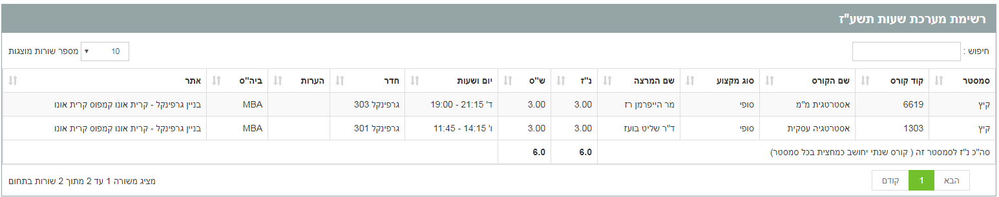 רשימת מערכת שעות תשע"ז
חיפוש :
10 מספר שורות מוצגות
סמסטר קוד קורס שם הקורס סוג מקצוע שם המרצה נ"ז ש"ס יום ושעות חדר הערות ביה"ס אתר
קיץ 6619 אסטרטגית מ"מ סופי מר הייפרמן רז 3.00 3.00 ד' 21:15 - 19:00 גרפינקל 303 MBA בניין גרפינקל - קרית אונו קמפוס קרית אונו
קיץ 1303 אסטרטגיה עסקית סופי ד"ר שליט בועז 3.00 3.00 ו' 14:15 - 11:45 גרפינקל 301 MBA בניין גרפינקל - קרית אונו קמפוס קרית אונו
סה"כ נ"ז לסמסטר זה ( קורס שנתי יחושב כמחצית בכל סמסטר) 6.0 6.0
הבא 1 קודם
מציג משורה 1 עד 2 מתוך 2 שורות בתחום